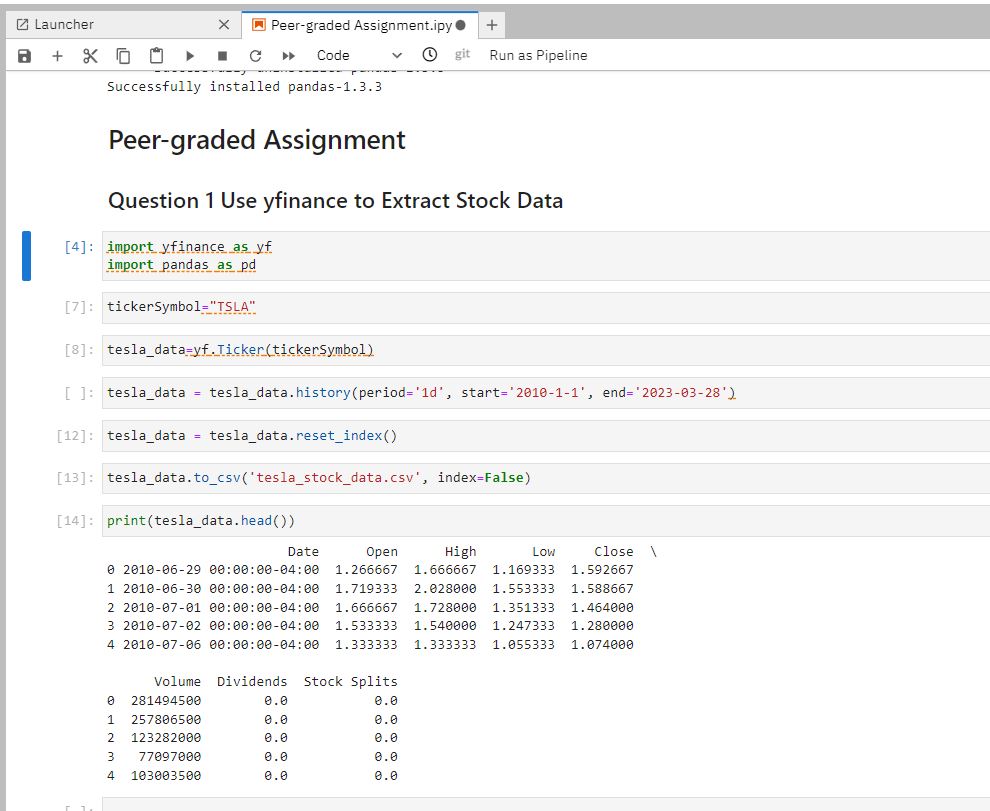 Launcher
Peer-graded Assignment.ipy
Code
git
Run as Pipeline
Successfully installed pandas-1.3.3
Peer-graded Assignment
Question 1 Use yfinance to Extract Stock Data
[4]: import yfinance as yf
import pandas as pd
[7]: tickerSymbol="TSLA"
[8]: tesla_data=yf.Ticker(tickerSymbol)
[ ]: tesla_data = tesla_data.history(period='1d', start='2010-1-1', end='2023-03-28')
[12]: tesla_data = tesla_data.reset_index()
[13]: tesla_data.to_csv('tesla_stock_data.csv', index=False)
[14]: print(tesla_data.head())
Date Open High Low Close \
0 2010-06-29 00:00:00-04:00 1.266667 1.666667 1.169333 1.592667
1 2010-06-30 00:00:00-04:00 1.719333 2.028000 1.553333 1.588667
2 2010-07-01 00:00:00-04:00 1.666667 1.728000 1.351333 1.464000
3 2010-07-02 00:00:00-04:00 1.533333 1.540000 1.247333 1.280000
4 2010-07-06 00:00:00-04:00 1.333333 1.333333 1.055333 1.074000
Volume Dividends Stock Splits
0 281494500 0.0 0.0
1 257806500 0.0 0.0
2 123282000 0.0 0.0
3 77097000 0.0 0.0
4 103003500 0.0 0.0
[ ]: